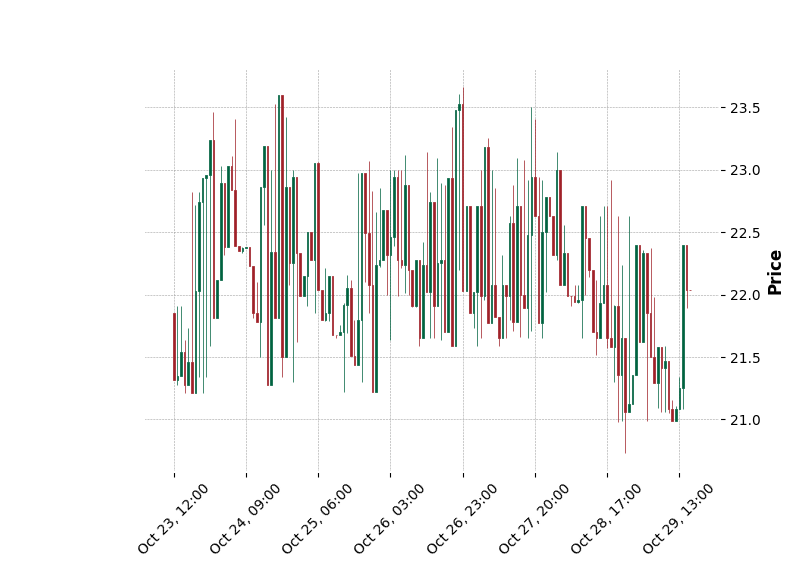 23.5
23.0
22.5
22.0
21.5
21.0
Price
Oct 23, 12:00
Oct 24, 09:00
Oct 25, 06:00
Oct 26, 03:00
Oct 26, 23:00
Oct 27, 20:00
Oct 28, 17:00
Oct 29, 13:00